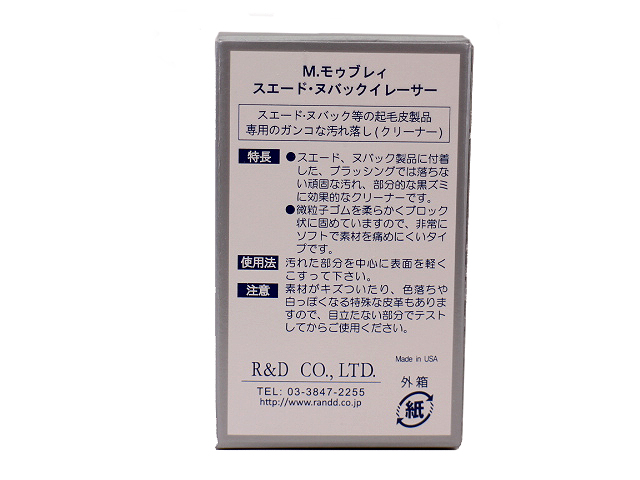 M.モゥブレィ
スエード・ヌバックイレーサー
スエード・ヌバック等の起毛皮製品
専用のガンコな汚れ落し(クリーナー)
特長 ●スエード、ヌバック製品に付着
した、ブラッシングでは落ちな
い頑固な汚れ、部分的な黒ズミ
に効果的なクリーナーです。
●微粒子ゴムを柔らかくブロック
状に固めていますので、非常に
ソフトで素材を痛めにくいタイ
プです。
使用法 汚れた部分を中心に表面を軽く
こすって下さい。
注意 素材がキズついたり、色落ちや
白っぽくなる特殊な皮革もありま
すので、目立たない部分でテスト
してからご使用ください。
R&D CO., LTD.
Made in USA
TEL: 03-3847-2255
http://www.randd.co.jp
外箱
紙